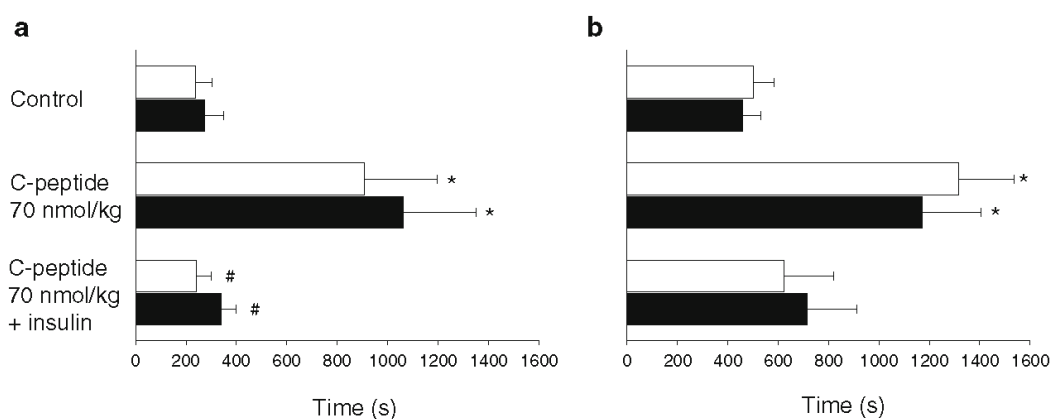 a
Control
C-peptide
70 nmol/kg
*
*
C-peptide
70 nmol/kg
+ insulin
#
#
0 200 400 600 800 1000 1200 1400 1600
Time (s)
b
*
*
0 200 400 600 800 1000 1200 1400 1600
Time (s)